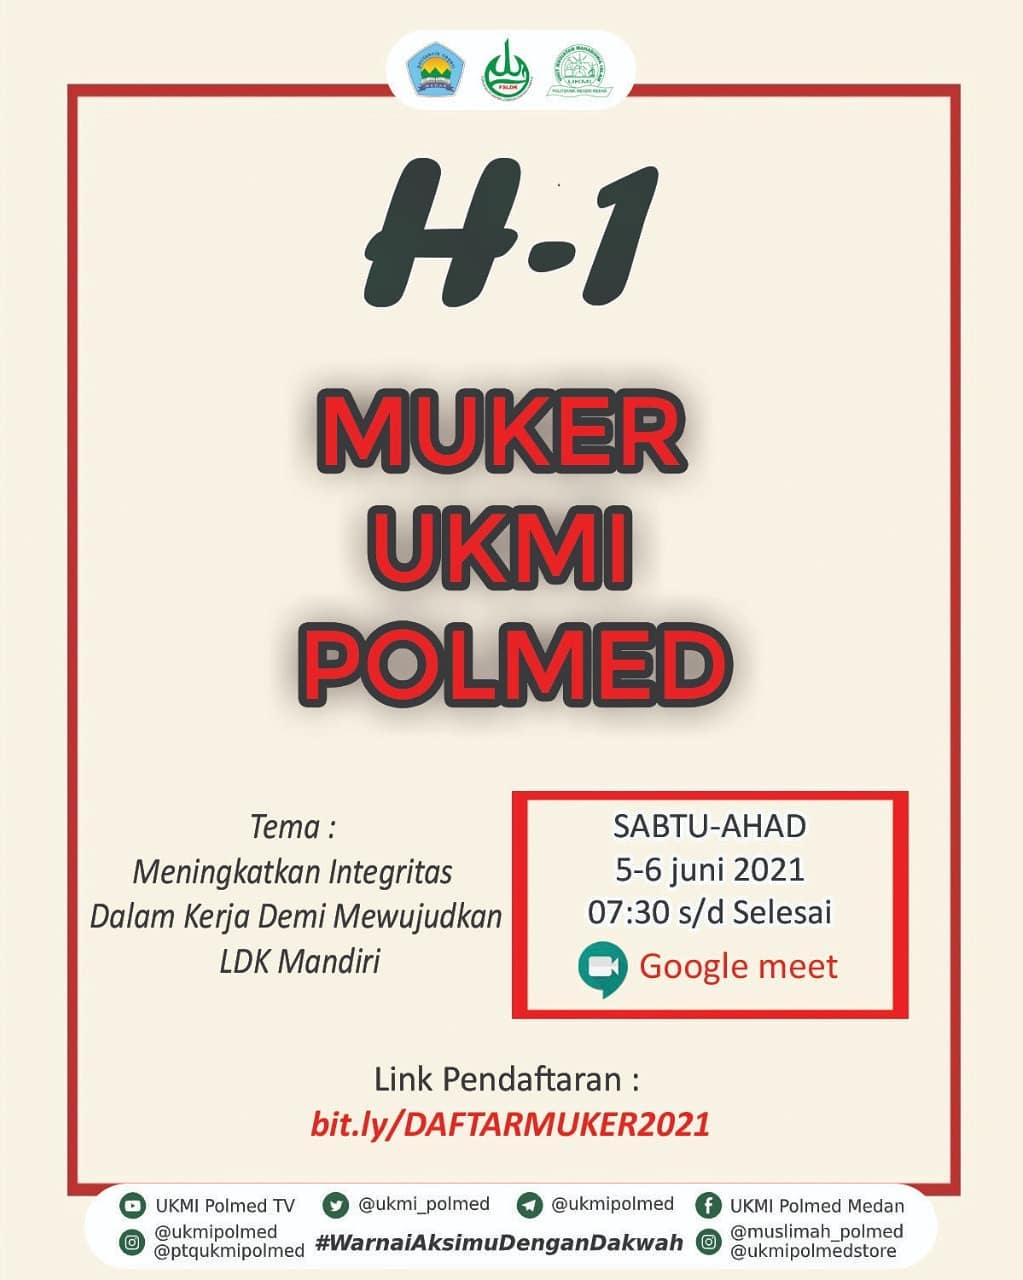 FSLDK
UKMI
H-1
MUKER
UKMI
POLMED
Tema :
Meningkatkan Integritas
Dalam Kerja Demi Mewujudkan
LDK Mandiri
SABTU-AHAD
5-6 juni 2021
07:30 s/d Selesai
Google meet
Link Pendaftaran :
bit.ly/DAFTARMUKER2021
UKMI Polmed TV @ukmi_polmed @ukmipolmed UKMI Polmed Medan
@ukmipolmed
@ptqukmipolmed
#WarnaiAksimuDenganDakwah
@muslimah_polmed
@ukmipolmedstore